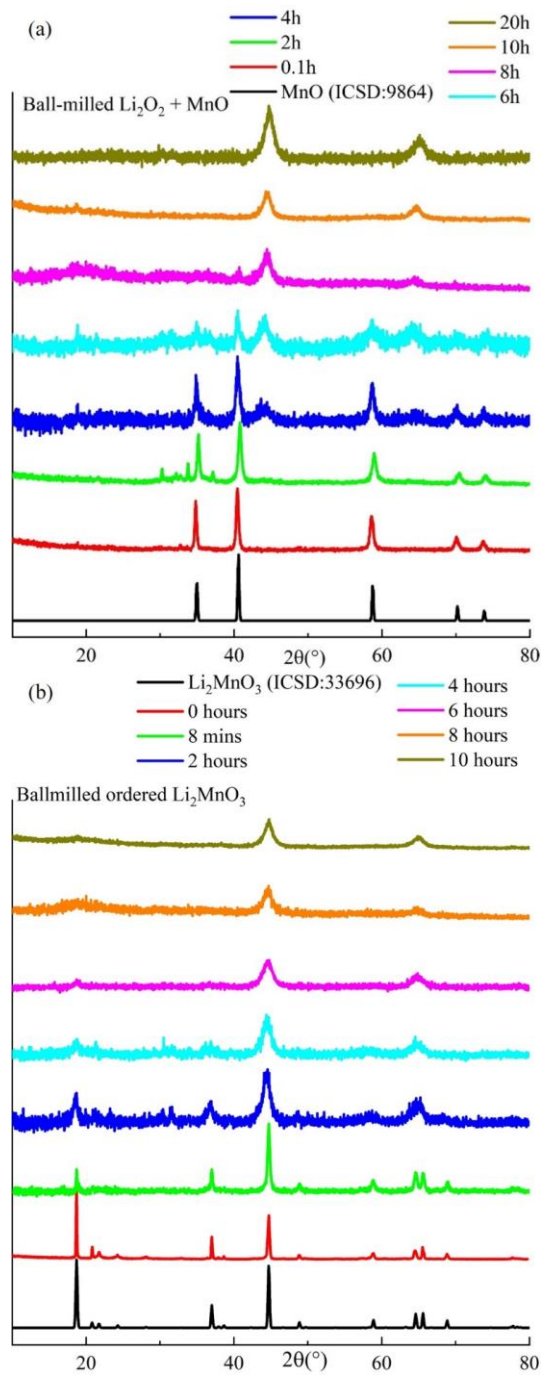 (a)
4h
2h
0.1h
MnO (ICSD:9864)
20h
10h
8h
6h
Ball-milled Li₂O₂ + MnO
20 40 60 80
2θ(°)
(b)
Li₂MnO₃ (ICSD:33696)
0 hours
8 mins
2 hours
4 hours
6 hours
8 hours
10 hours
Ballmilled ordered Li₂MnO₃
20 40 60 80
2θ(°)